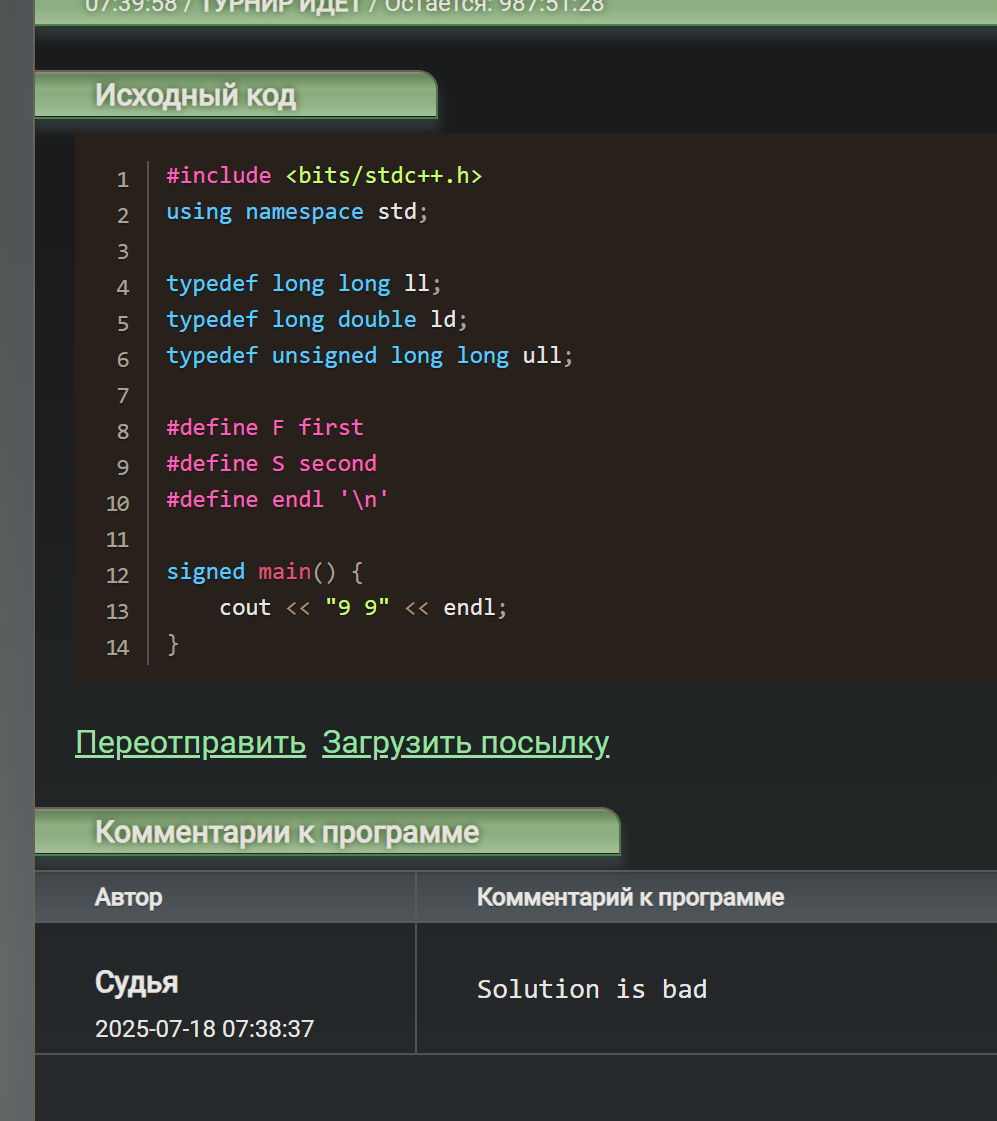 07:39:58 / ТУРНИР ИДЕТ / Остается: 987:51:28
Исходный код
1 #include <bits/stdc++.h>
2 using namespace std;
3
4 typedef long long ll;
5 typedef long double ld;
6 typedef unsigned long long ull;
7
8 #define F first
9 #define S second
10 #define endl '\n'
11
12 signed main() {
13     cout << "9 9" << endl;
14 }
Переотправить Загрузить посылку
Комментарии к программе
Автор Комментарий к программе
Судья Solution is bad
2025-07-18 07:38:37